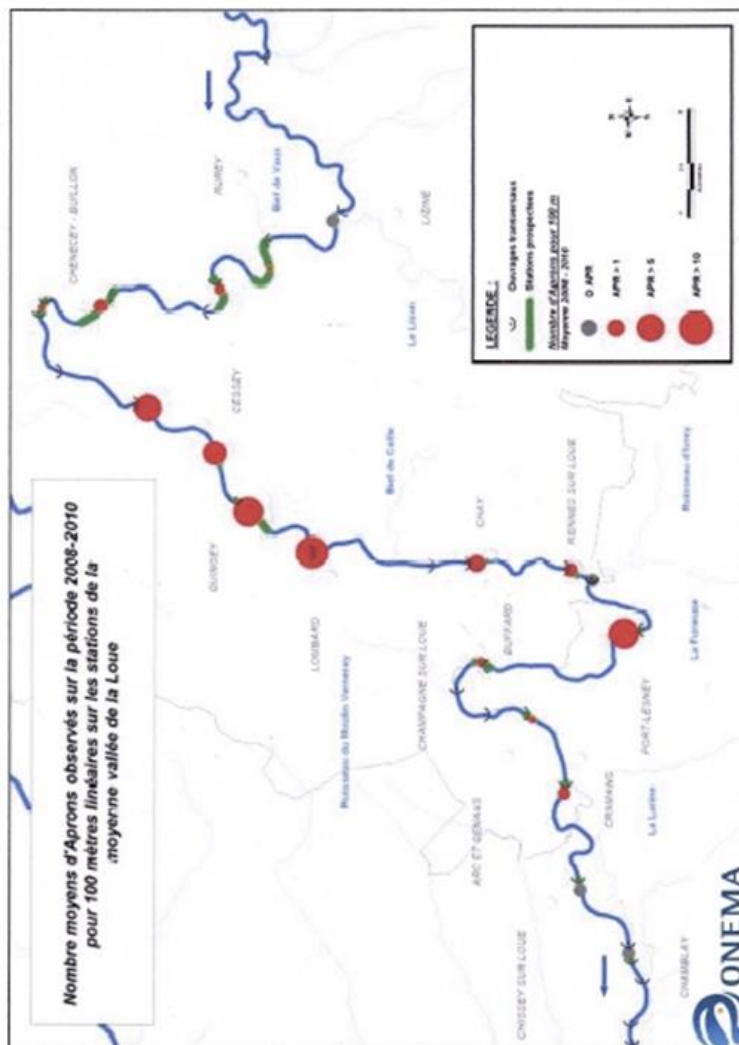 Nombre moyens d'Aprons observés sur la période 2008-2010
pour 100 mètres linéaires sur les stations de la
moyenne vallée de la Loue
CHENECEY - BUILLON
RUREY
Bief de Vaux
LIZINE
Le Lison
CESSEY
QUINGEY
LOMBARD
Bief de Caille
CHAY
RENNES SUR LOUE
BUFFARD
CHAMPAGNE SUR LOUE
Ruisseau du Moulin Vernerey
La Furieuse
PORT-LESNEY
CRAMANS
La Larine
ARC ET SENANS
CHISSEY SUR LOUE
CHAMBLAY
LEGENDE :
Ouvrages transversaux
Stations prospectées
Nombre d'Aprons pour 100 m
Moyenne 2008 - 2010
0 APR
APR > 1
APR > 5
APR > 10
ONEMA